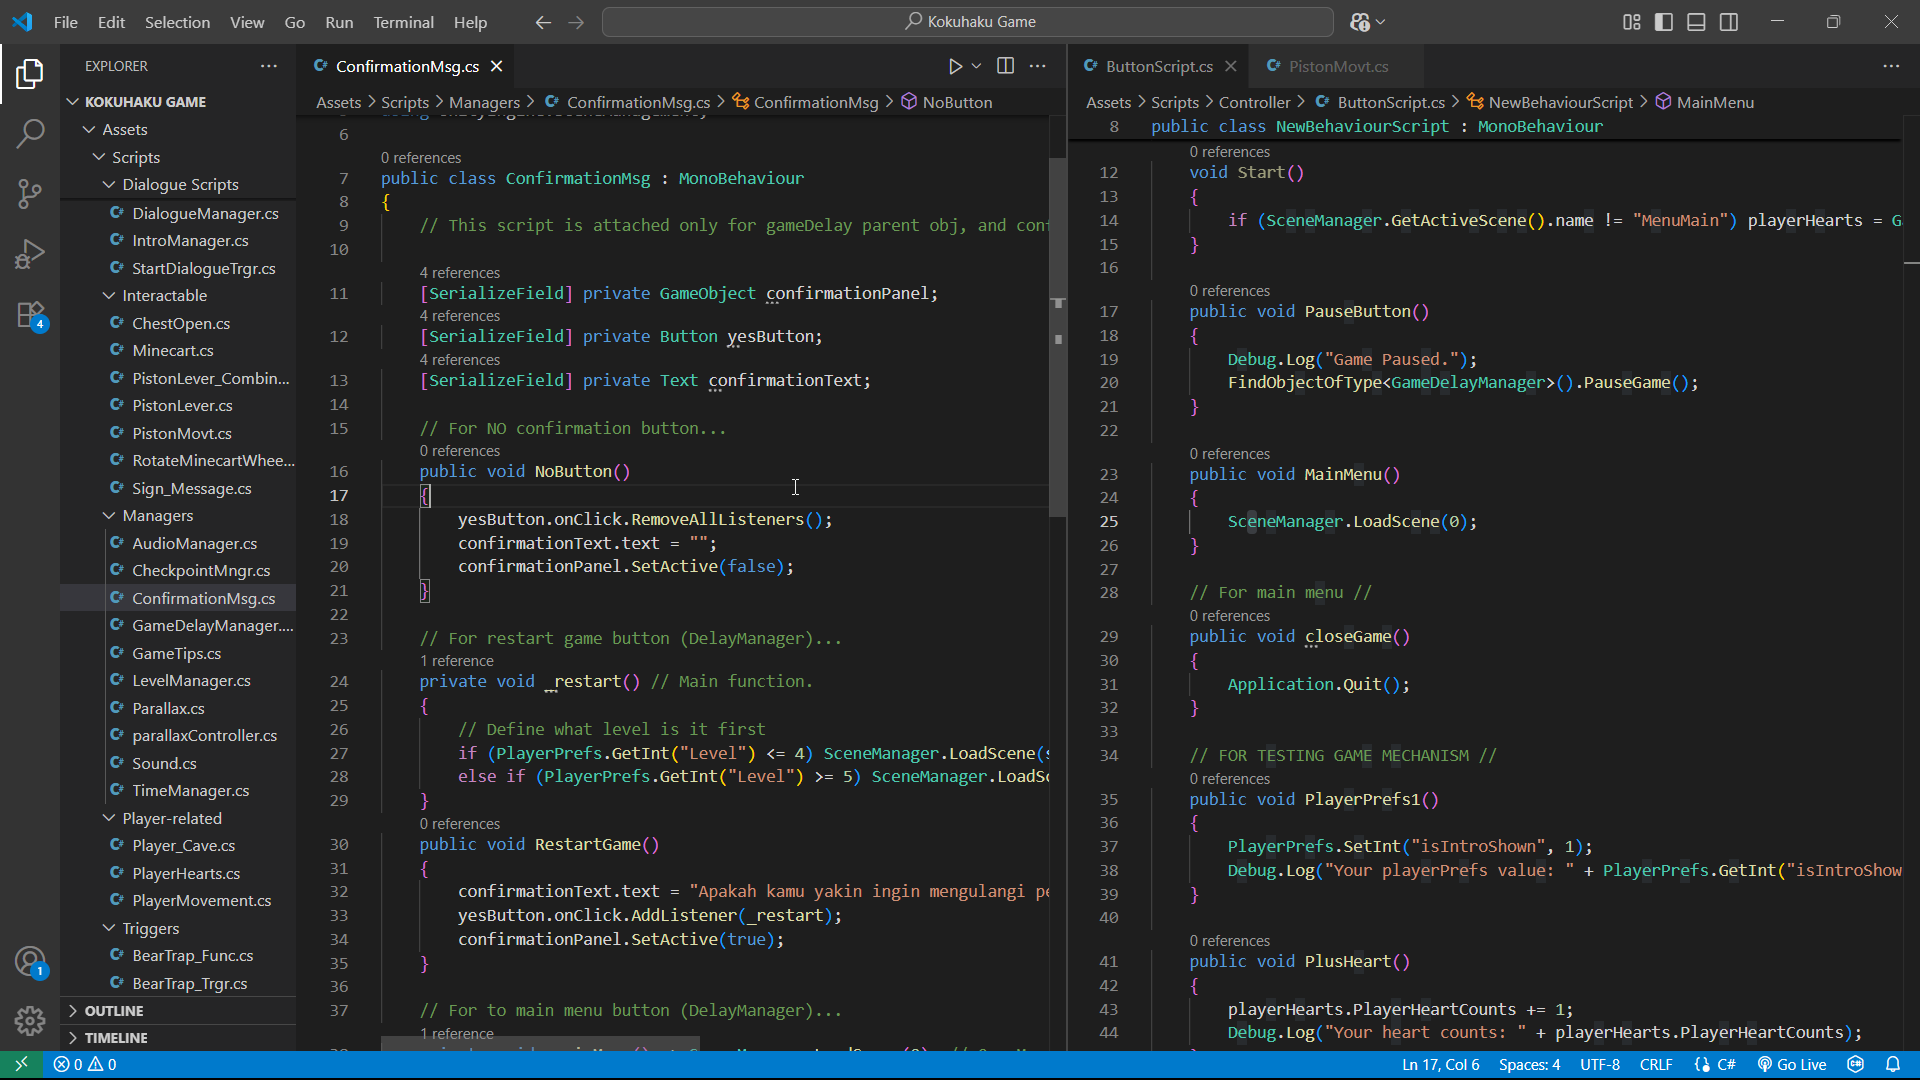 File Edit Selection View Go Run Terminal Help
Kokuhaku Game
EXPLORER
KOKUHAKU GAME
Assets
Scripts
Dialogue Scripts
DialogueManager.cs
IntroManager.cs
StartDialogueTrgr.cs
Interactable
ChestOpen.cs
Minecart.cs
PistonLever_Combin...
PistonLever.cs
PistonMovt.cs
RotateMinecartWhee...
Sign_Message.cs
Managers
AudioManager.cs
CheckpointMngr.cs
ConfirmationMsg.cs
GameDelayManager....
GameTips.cs
LevelManager.cs
Parallax.cs
parallaxController.cs
Sound.cs
TimeManager.cs
Player-related
Player_Cave.cs
PlayerHearts.cs
PlayerMovement.cs
Triggers
BearTrap_Func.cs
BearTrap_Trgr.cs
OUTLINE
TIMELINE
4
1
ConfirmationMsg.cs
Assets > Scripts > Managers > ConfirmationMsg.cs > ConfirmationMsg > NoButton
6
0 references
7 public class ConfirmationMsg : MonoBehaviour
8 {
9 // This script is attached only for gameDelay parent obj, and con
10
4 references
11 [SerializeField] private GameObject confirmationPanel;
4 references
12 [SerializeField] private Button yesButton;
4 references
13 [SerializeField] private Text confirmationText;
14
15 // For NO confirmation button...
0 references
16 public void NoButton()
17 {
18 yesButton.onClick.RemoveAllListeners();
19 confirmationText.text = "";
20 confirmationPanel.SetActive(false);
21 }
22
23 // For restart game button (DelayManager)...
1 reference
24 private void _restart() // Main function.
25 {
26 // Define what level is it first
27 if (PlayerPrefs.GetInt("Level") <= 4) SceneManager.LoadScene(
28 else if (PlayerPrefs.GetInt("Level") >= 5) SceneManager.LoadSc
29 }
0 references
30 public void RestartGame()
31 {
32 confirmationText.text = "Apakah kamu yakin ingin mengulangi pe
33 yesButton.onClick.AddListener(_restart);
34 confirmationPanel.SetActive(true);
35 }
36
37 // For to main menu button (DelayManager)...
1 reference
ButtonScript.cs
PistonMovt.cs
Assets > Scripts > Controller > ButtonScript.cs > NewBehaviourScript > MainMenu
8 public class NewBehaviourScript : MonoBehaviour
0 references
12 void Start()
13 {
14 if (SceneManager.GetActiveScene().name != "MenuMain") playerHearts = G
15 }
16
0 references
17 public void PauseButton()
18 {
19 Debug.Log("Game Paused.");
20 FindObjectOfType<GameDelayManager>().PauseGame();
21 }
22
0 references
23 public void MainMenu()
24 {
25 SceneManager.LoadScene(0);
26 }
27
28 // For main menu //
0 references
29 public void closeGame()
30 {
31 Application.Quit();
32 }
33
34 // FOR TESTING GAME MECHANISM //
0 references
35 public void PlayerPrefs1()
36 {
37 PlayerPrefs.SetInt("isIntroShown", 1);
38 Debug.Log("Your playerPrefs value: " + PlayerPrefs.GetInt("isIntroShow
39 }
40
0 references
41 public void PlusHeart()
42 {
43 playerHearts.PlayerHeartCounts += 1;
44 Debug.Log("Your heart counts: " + playerHearts.PlayerHeartCounts);
0 0
Ln 17, Col 6 Spaces: 4 UTF-8 CRLF C# Go Live